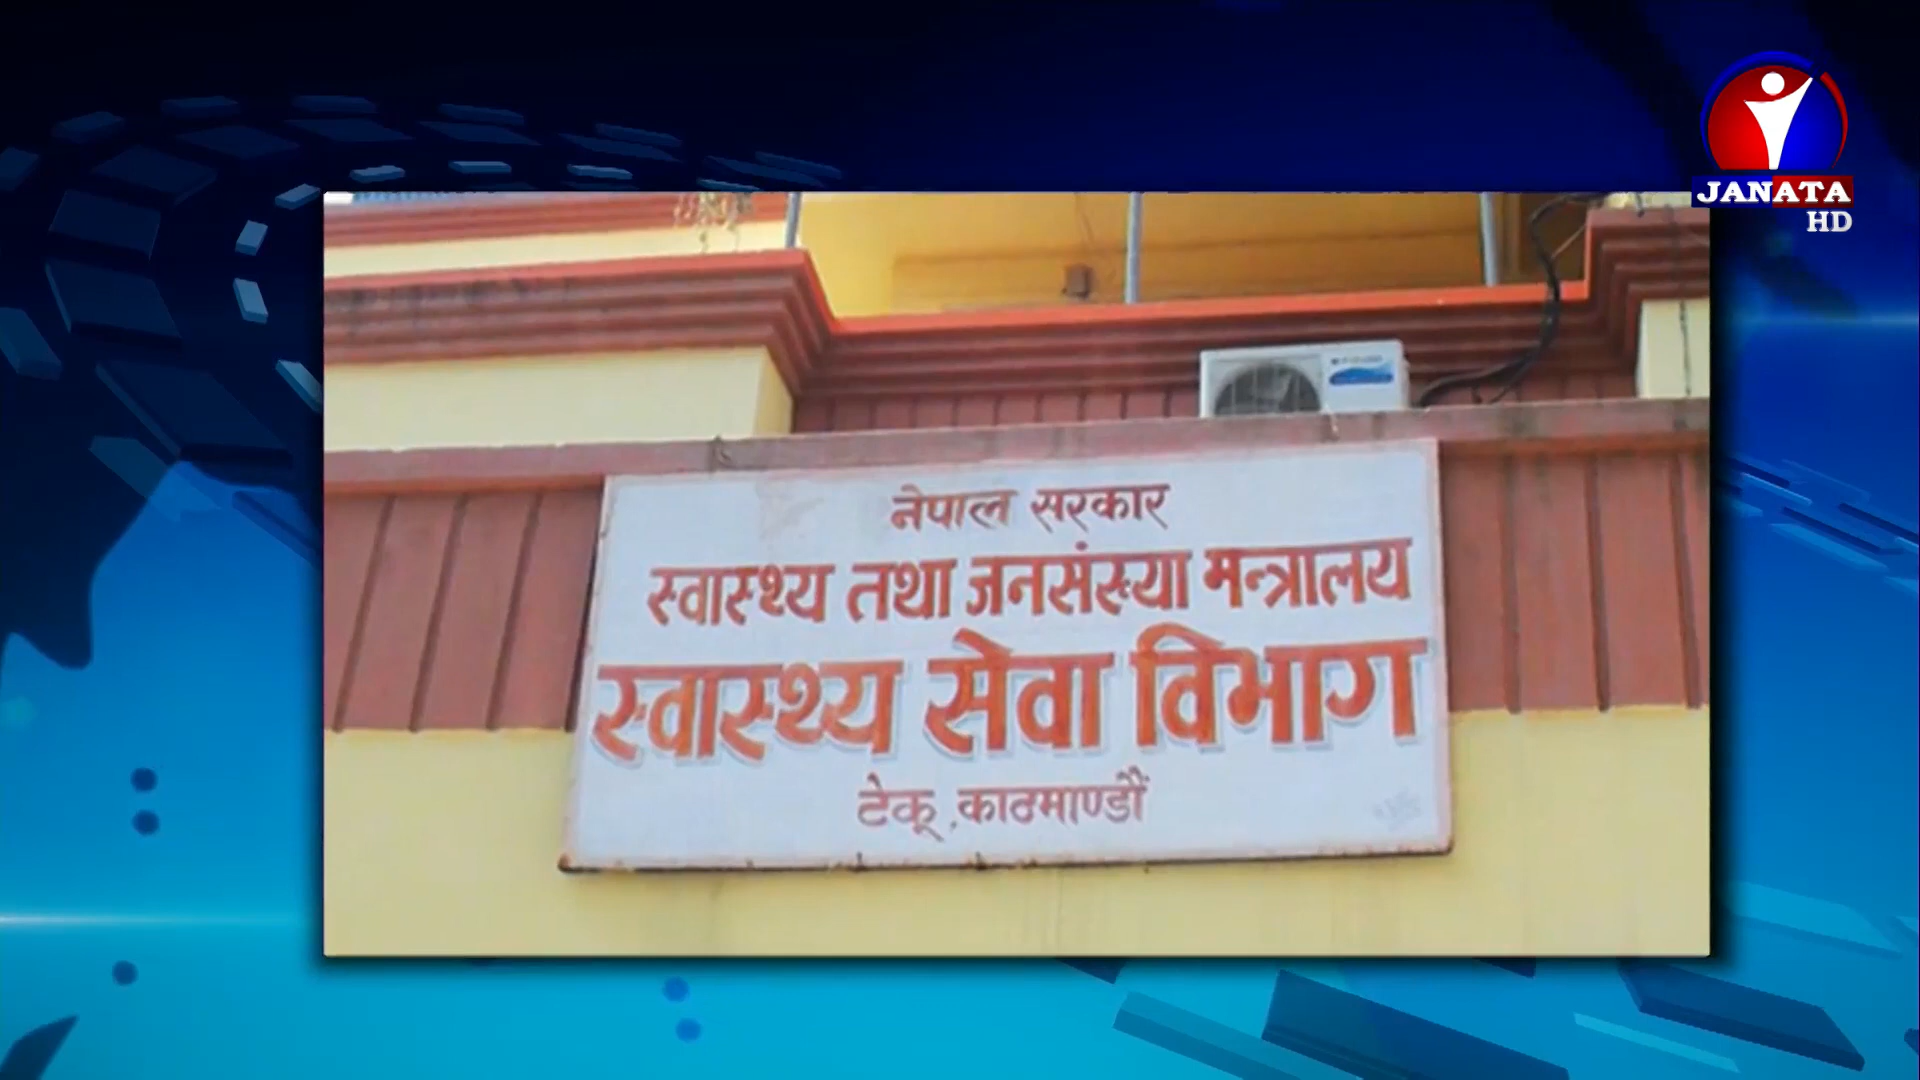 JANATA
HD
नेपाल सरकार
स्वास्थ्य तथा जनसंख्या मन्त्रालय
स्वास्थ्य सेवा विभाग
टेकू, काठमाण्डौं